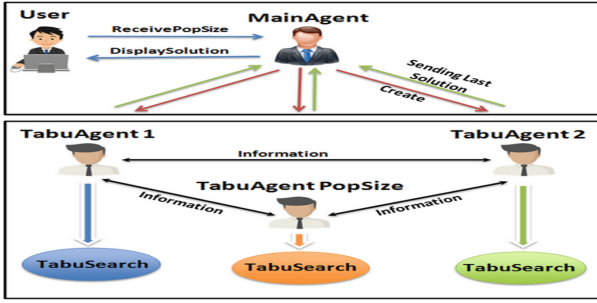 User
MainAgent
ReceivePopSize
DisplaySolution
Sending Last
Solution
Create
TabuAgent 1
TabuAgent 2
Information
TabuAgent PopSize
Information
Information
TabuSearch
TabuSearch
TabuSearch